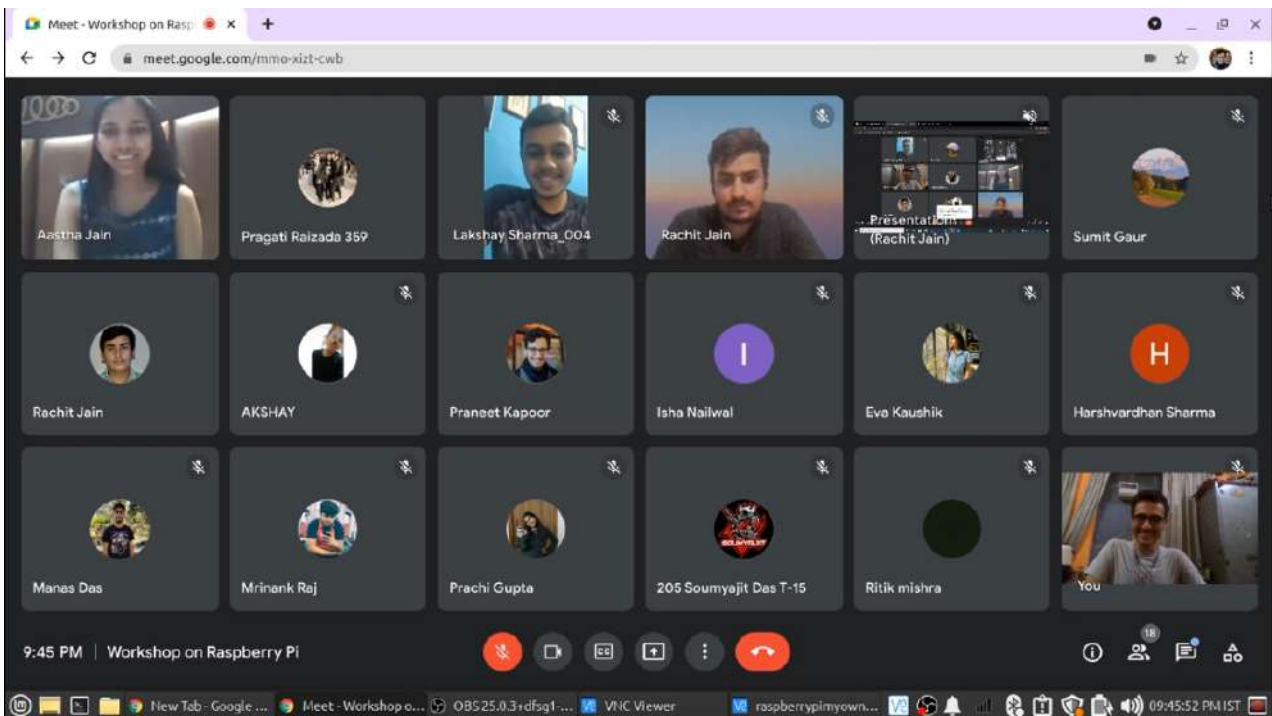 Meet - Workshop on Rasp
meet.google.com/mmo-xizt-cwb
Aastha Jain
Pragati Raizada 359
Lakshay Sharma_004
Rachit Jain
Presentation
(Rachit Jain)
Sumit Gaur
Rachit Jain
AKSHAY
Praneet Kapoor
I
Isha Nailwal
Eva Kaushik
H
Harshvardhan Sharma
Manas Das
Mrinank Raj
Prachi Gupta
205 Soumyajit Das T-15
Ritik mishra
You
9:45 PM | Workshop on Raspberry Pi
CC
18
New Tab - Google ...
Meet - Workshop o...
OBS 25.0.3+dfsg1-...
VNC Viewer
raspberrypimyown...
09:45:52 PM IST